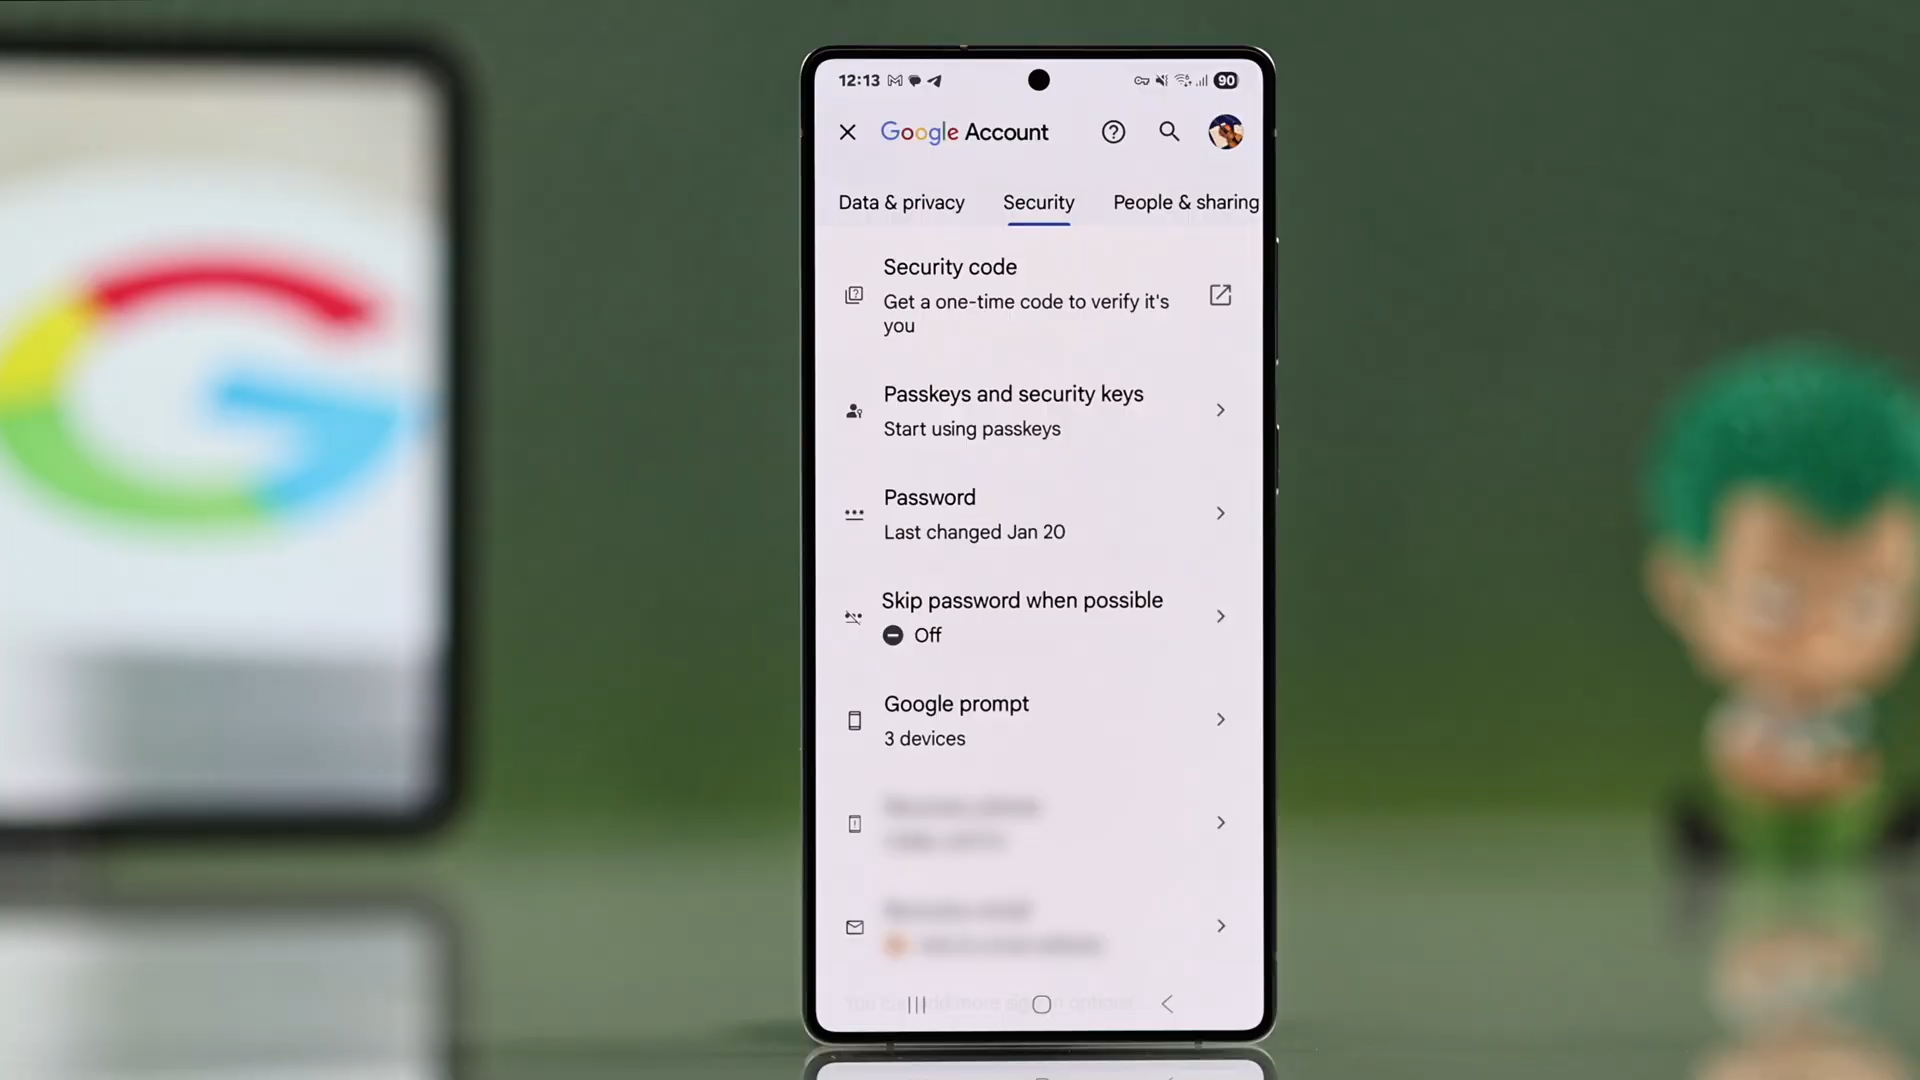 12:13
90
Google Account
Data & privacy
Security
People & sharing
Security code
Get a one-time code to verify it's
you
Passkeys and security keys
Start using passkeys
Password
Last changed Jan 20
Skip password when possible
Off
Google prompt
3 devices